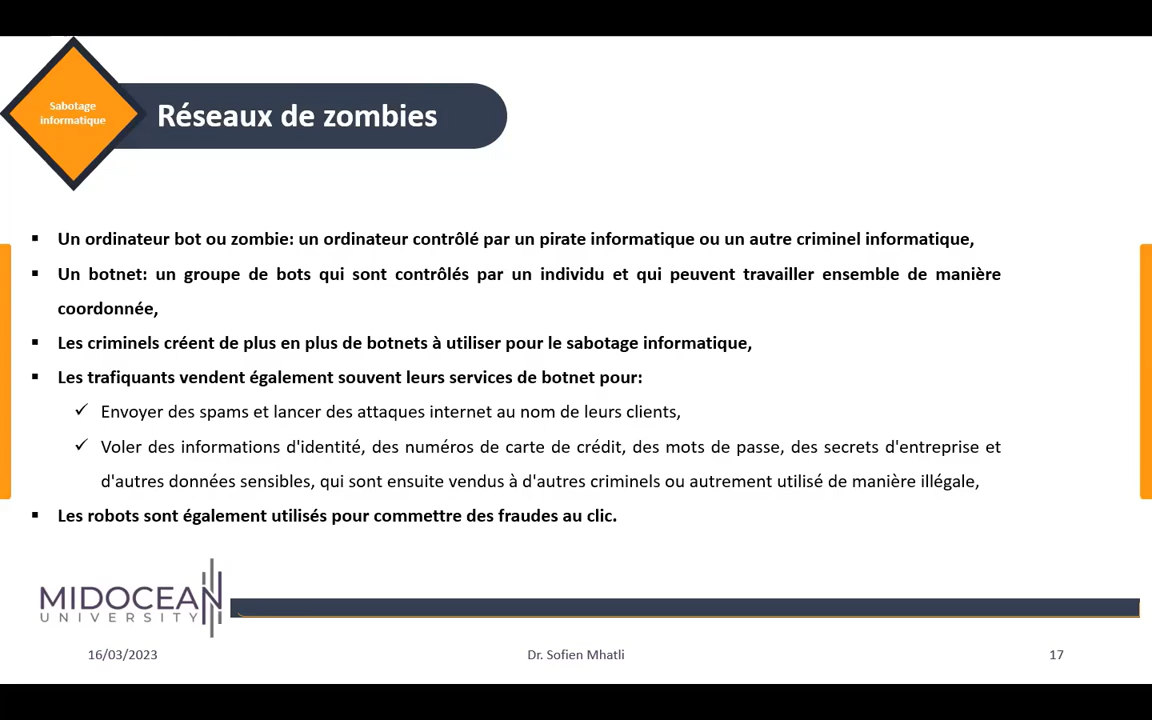 Sabotage
informatique
Réseaux de zombies
▪ Un ordinateur bot ou zombie: un ordinateur contrôlé par un pirate informatique ou un autre criminel informatique,
▪ Un botnet: un groupe de bots qui sont contrôlés par un individu et qui peuvent travailler ensemble de manière
coordonnée,
▪ Les criminels créent de plus en plus de botnets à utiliser pour le sabotage informatique,
▪ Les trafiquants vendent également souvent leurs services de botnet pour:
✓ Envoyer des spams et lancer des attaques internet au nom de leurs clients,
✓ Voler des informations d'identité, des numéros de carte de crédit, des mots de passe, des secrets d'entreprise et
d'autres données sensibles, qui sont ensuite vendus à d'autres criminels ou autrement utilisé de manière illégale,
▪ Les robots sont également utilisés pour commettre des fraudes au clic.
MIDOCEAN
UNIVERSITY
16/03/2023
Dr. Sofien Mhatli
17